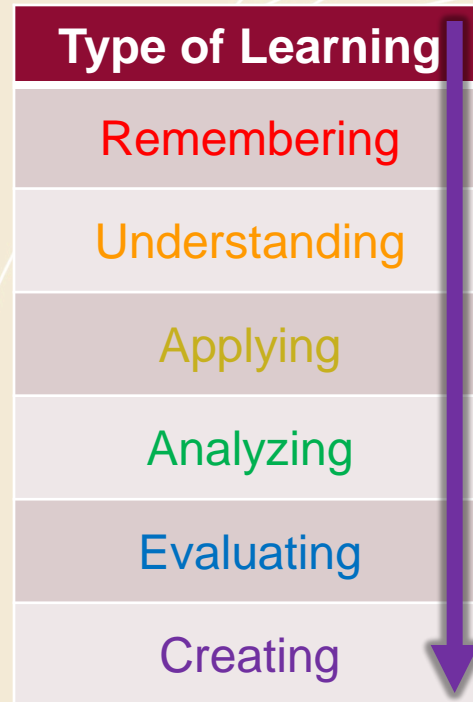 Type of Learning
Remembering
Understanding
Applying
Analyzing
Evaluating
Creating